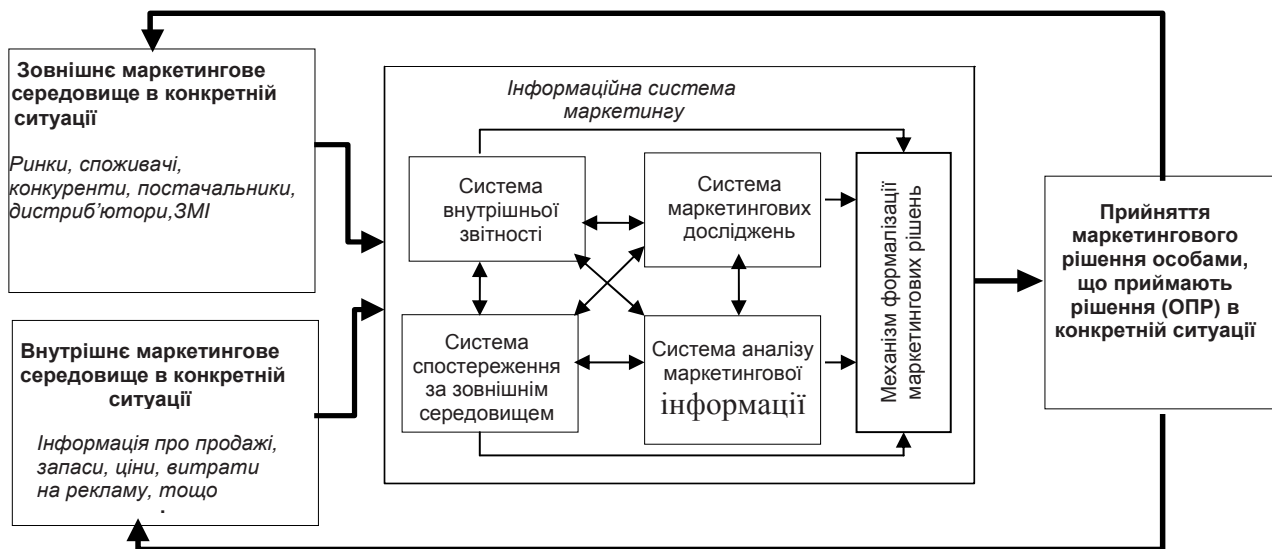 Зовнішнє маркетингове
середовище в конкретній
ситуації
Ринки, споживачі,
конкуренти, постачальники,
дистриб’ютори,ЗМІ
Внутрішнє маркетингове
середовище в конкретній
ситуації
Інформація про продажі,
запаси, ціни, витрати
на рекламу, тощо
.
Інформаційна система
маркетингу
Система
внутрішньої
звітності
Система
маркетингових
досліджень
Система
спостереження
за зовнішнім
середовищем
Система аналізу
маркетингової
інформації
Механізм формалізації
маркетингових рішень
Прийняття
маркетингового
рішення особами,
що приймають
рішення (ОПР) в
конкретній ситуації